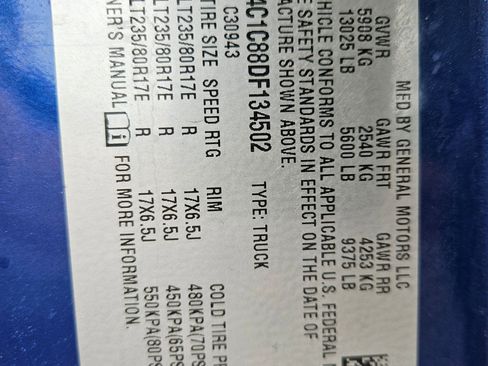 MFD BY GENERAL MOTORS LLC
GVWR GAWR FRT GAWR RR
5908 KG 2540 KG 4253 KG
13025 LB 5600 LB 9375 LB
HICLE CONFORMS TO ALL APPLICABLE U.S. FEDERAL
E SAFETY STANDARDS IN EFFECT ON THE DATE OF
FACTURE SHOWN ABOVE.
4C1C88DF134502 TYPE: TRUCK
C30943
TIRE SIZE SPEED RTG RIM COLD TIRE PR
LT235/80R17E R 17X6.5J 480KPA(70PS
LT235/80R17E R 17X6.5J 450KPA(65PS
LT235/80R17E R 17X6.5J 550KPA(80PS
NER'S MANUAL FOR MORE INFORMATION.